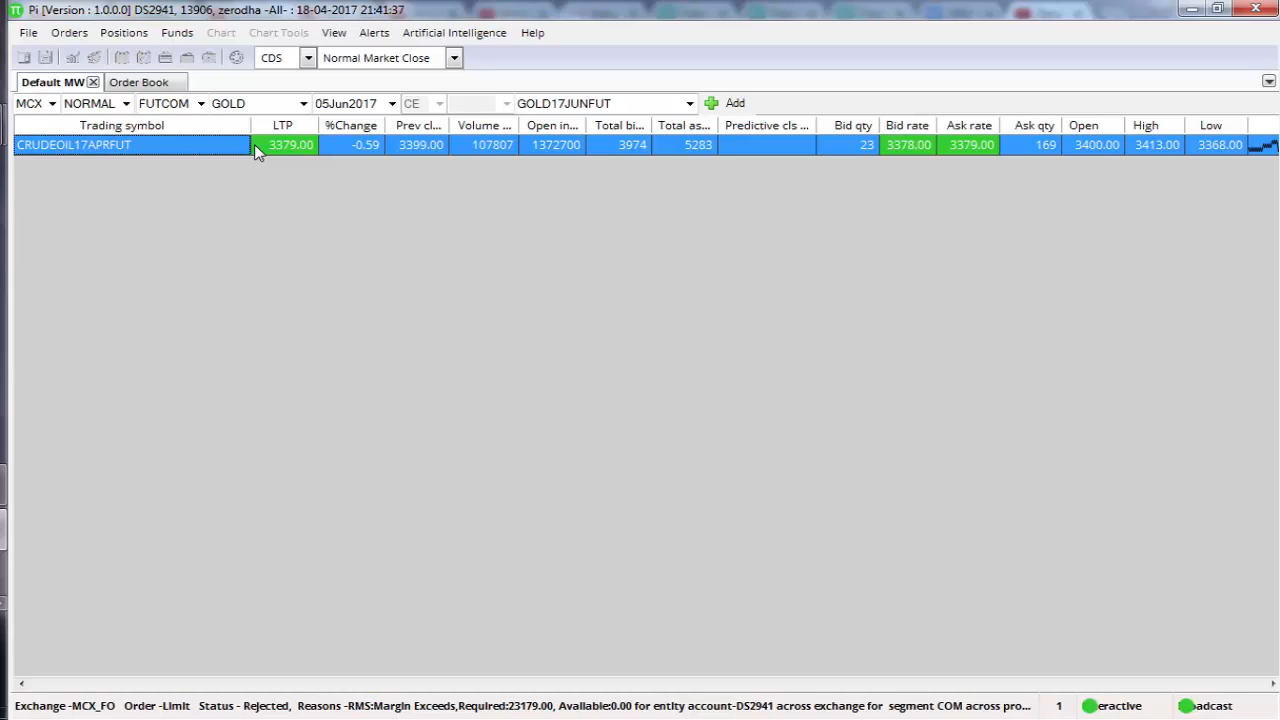 Pi [Version : 1.0.0.0] DS2941, 13906, zerodha -All- : 18-04-2017 21:41:37
File Orders Positions Funds Chart Chart Tools View Alerts Artificial Intelligence Help
CDS Normal Market Close
Default MW Order Book
MCX NORMAL FUTCOM GOLD 05Jun2017 CE GOLD17JUNFUT Add
Trading symbol LTP %Change Prev cl... Volume ... Open in... Total bi... Total as... Predictive cls ... Bid qty Bid rate Ask rate Ask qty Open High Low
CRUDEOIL17APRFUT 3379.00 -0.59 3399.00 107807 1372700 3974 5283 23 3378.00 3379.00 169 3400.00 3413.00 3368.00
Exchange -MCX_FO Order -Limit Status - Rejected, Reasons -RMS:Margin Exceeds,Required:23179.00, Available:0.00 for entity account-DS2941 across exchange for segment COM across pro... 1 eractive oadcast